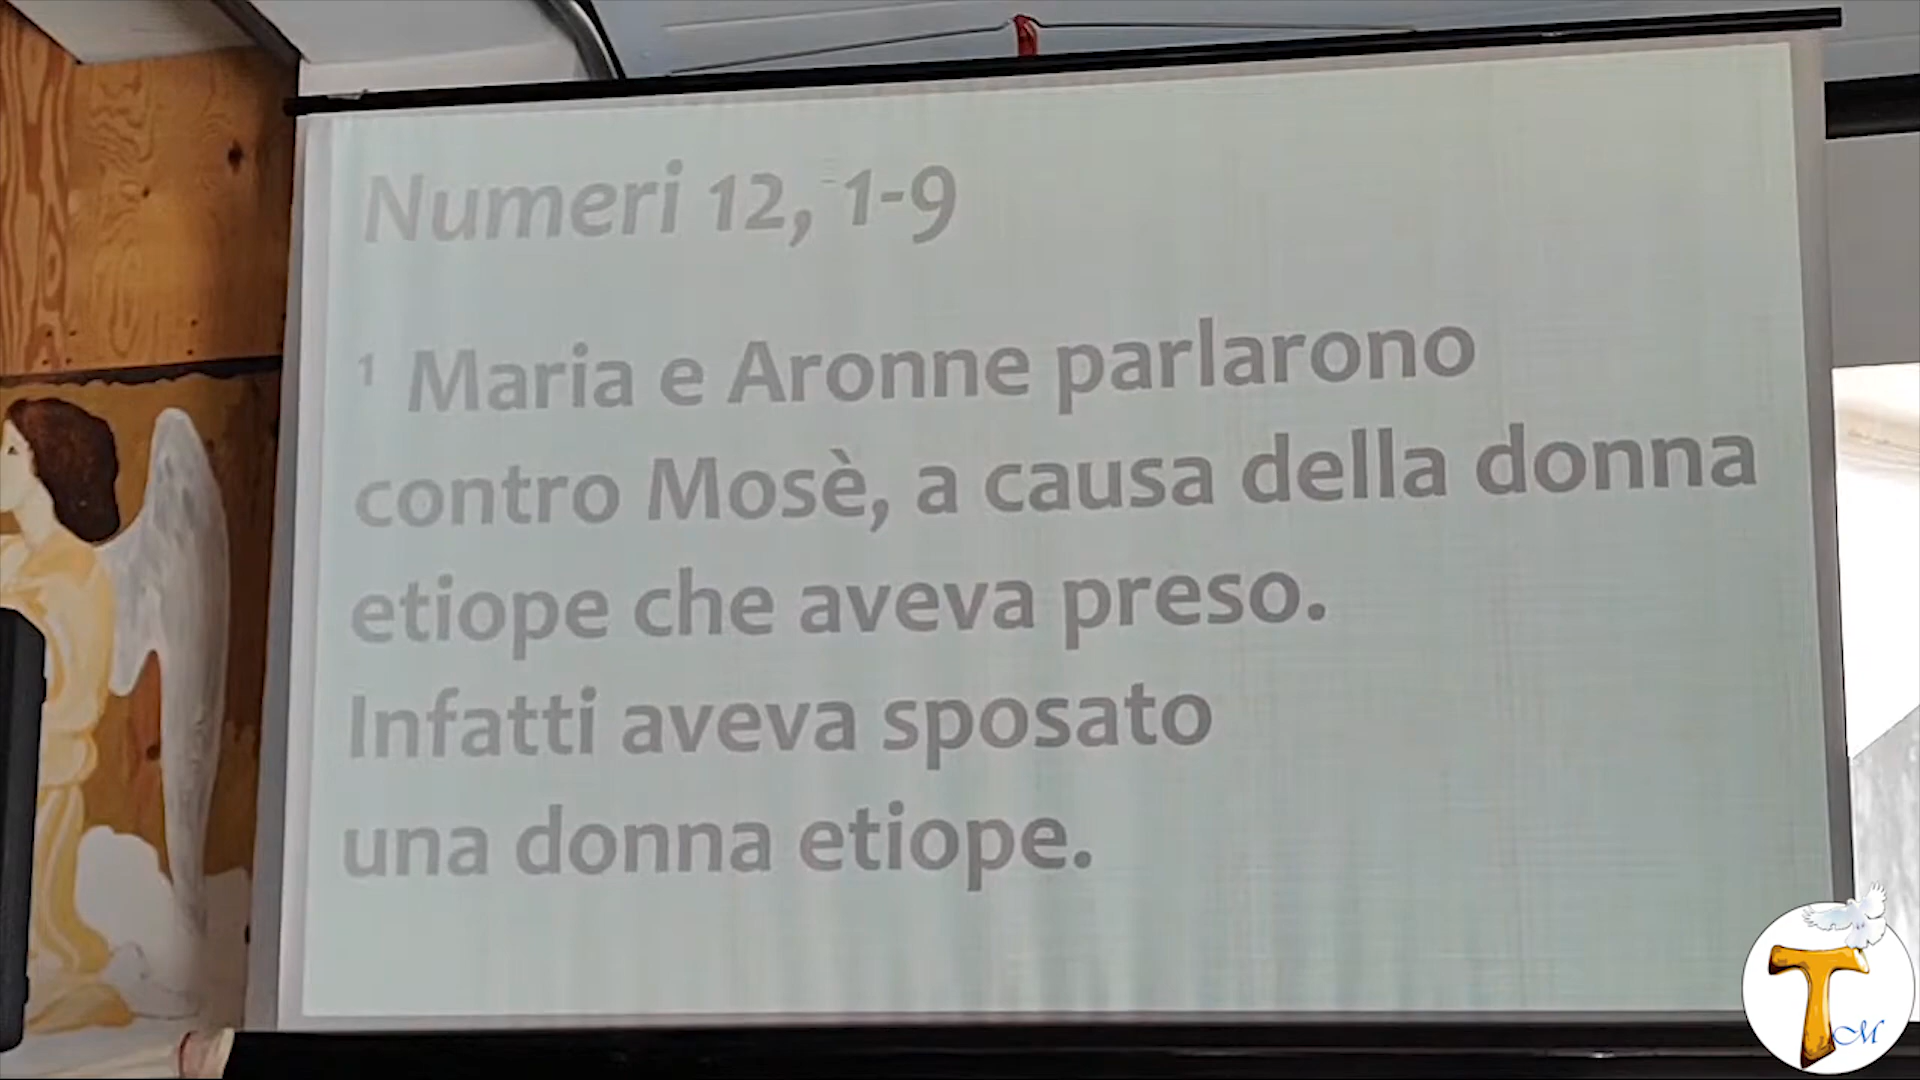 Numeri 12, 1-9
¹ Maria e Aronne parlarono
contro Mosè, a causa della donna
etiope che aveva preso.
Infatti aveva sposato
una donna etiope.
T M